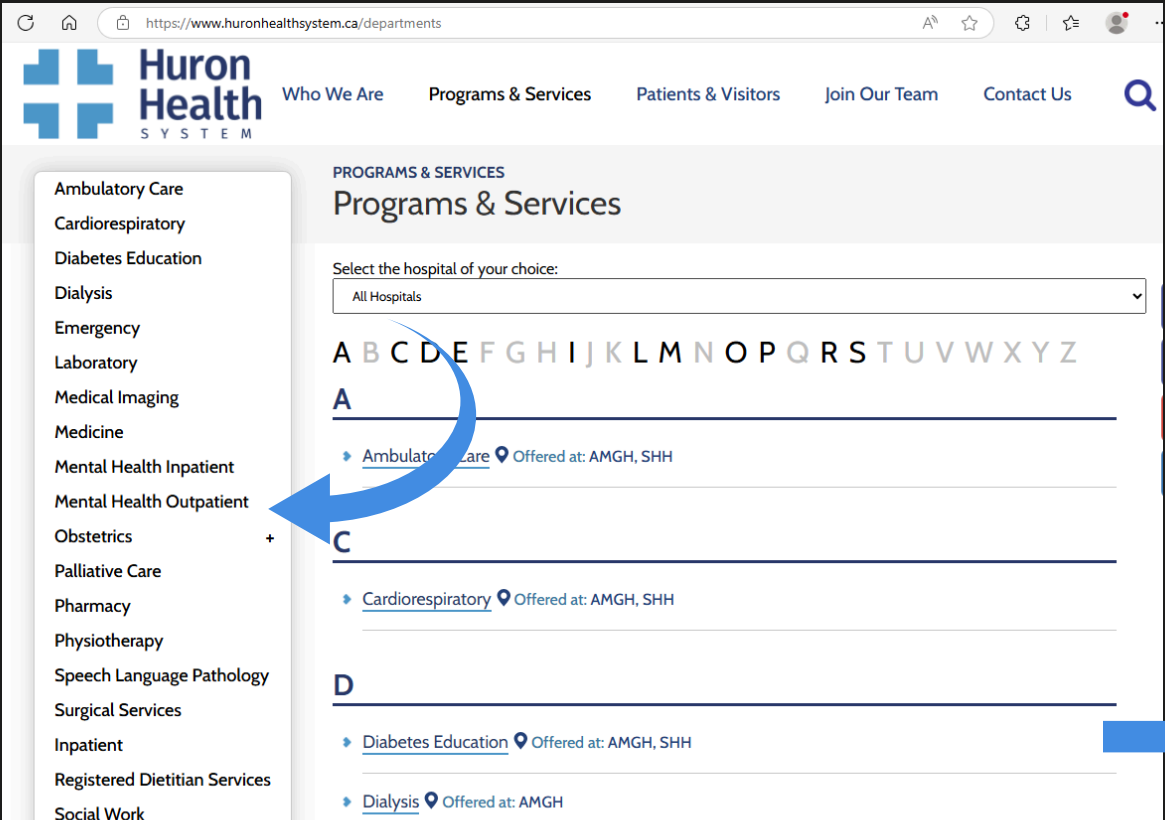 https://www.huronhealthsystem.ca/departments
Huron
Health
SYSTEM
Who We Are
Programs & Services
Patients & Visitors
Join Our Team
Contact Us
Ambulatory Care
Cardiorespiratory
Diabetes Education
Dialysis
Emergency
Laboratory
Medical Imaging
Medicine
Mental Health Inpatient
Mental Health Outpatient
Obstetrics +
Palliative Care
Pharmacy
Physiotherapy
Speech Language Pathology
Surgical Services
Inpatient
Registered Dietitian Services
Social Work
PROGRAMS & SERVICES
Programs & Services
Select the hospital of your choice:
All Hospitals
A B C D E F G H I J K L M N O P Q R S T U V W X Y Z
A
Ambulatory Care Offered at: AMGH, SHH
C
Cardiorespiratory Offered at: AMGH, SHH
D
Diabetes Education Offered at: AMGH, SHH
Dialysis Offered at: AMGH